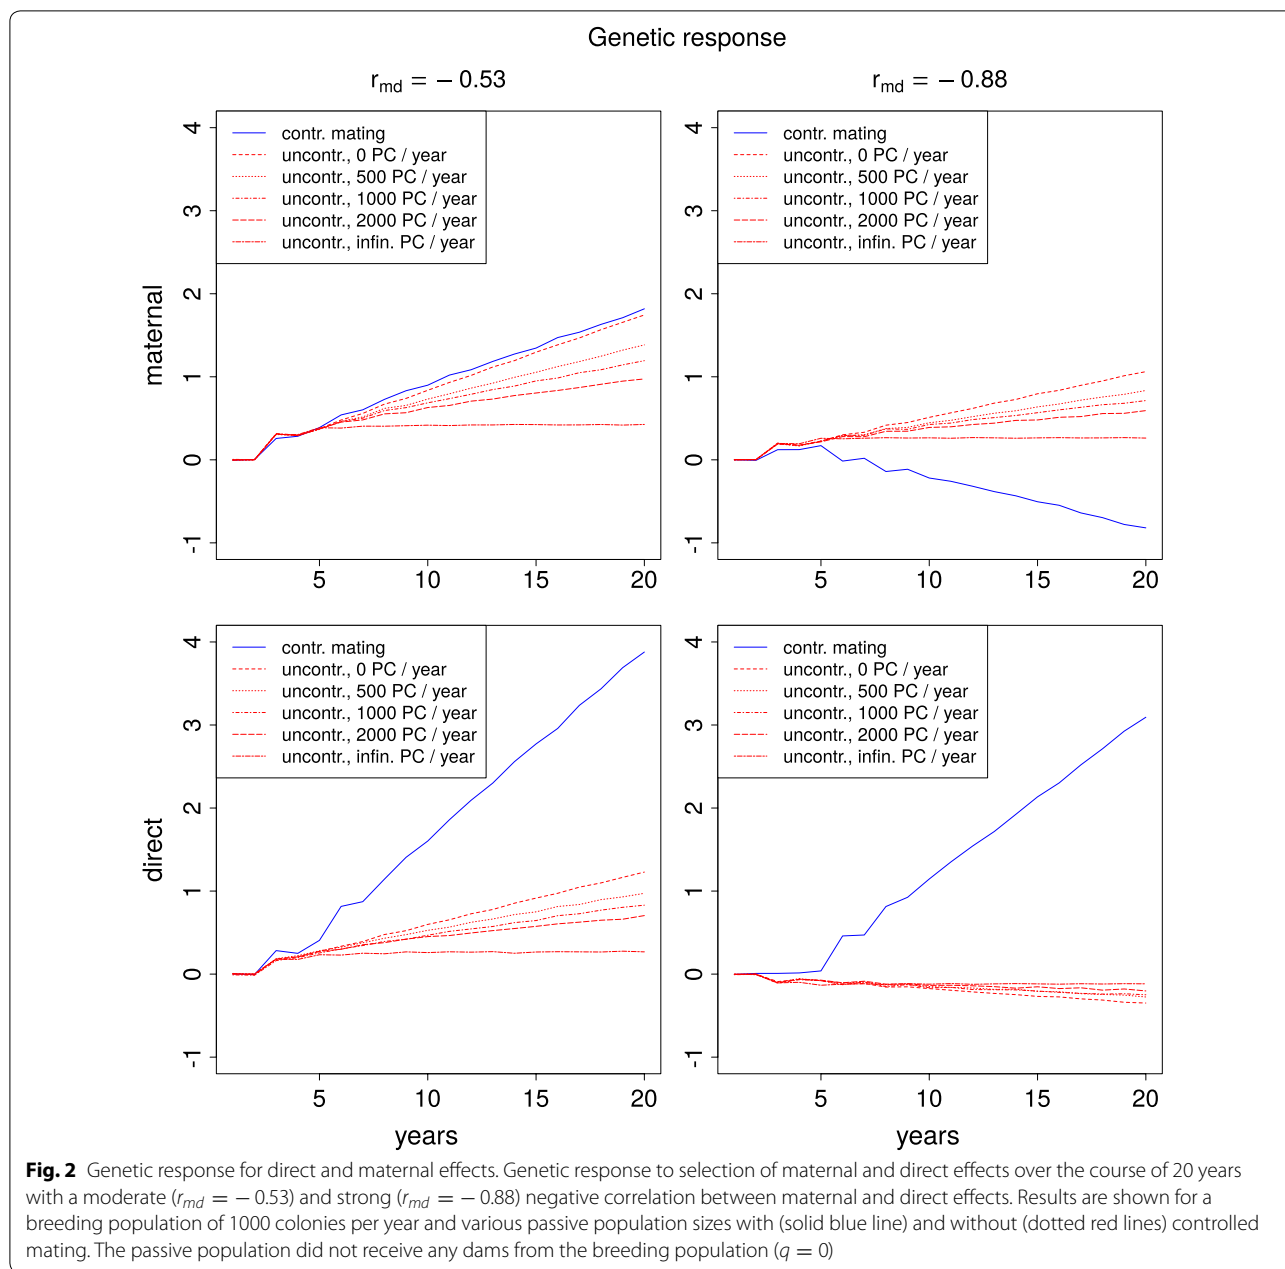 Genetic response
r_md = − 0.53
r_md = − 0.88
maternal
4
3
2
1
0
-1
contr. mating
uncontr., 0 PC / year
uncontr., 500 PC / year
uncontr., 1000 PC / year
uncontr., 2000 PC / year
uncontr., infin. PC / year
5 10 15 20
4
3
2
1
0
-1
contr. mating
uncontr., 0 PC / year
uncontr., 500 PC / year
uncontr., 1000 PC / year
uncontr., 2000 PC / year
uncontr., infin. PC / year
5 10 15 20
direct
4
3
2
1
0
-1
contr. mating
uncontr., 0 PC / year
uncontr., 500 PC / year
uncontr., 1000 PC / year
uncontr., 2000 PC / year
uncontr., infin. PC / year
5 10 15 20
years
4
3
2
1
0
-1
contr. mating
uncontr., 0 PC / year
uncontr., 500 PC / year
uncontr., 1000 PC / year
uncontr., 2000 PC / year
uncontr., infin. PC / year
5 10 15 20
years
Fig. 2 Genetic response for direct and maternal effects. Genetic response to selection of maternal and direct effects over the course of 20 years
with a moderate (r_md = − 0.53) and strong (r_md = − 0.88) negative correlation between maternal and direct effects. Results are shown for a
breeding population of 1000 colonies per year and various passive population sizes with (solid blue line) and without (dotted red lines) controlled
mating. The passive population did not receive any dams from the breeding population (q = 0)